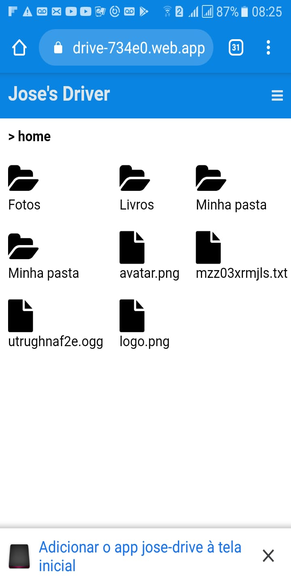 87% 08:25
drive-734e0.web.app 31
Jose's Driver
> home
Fotos Livros Minha pasta
Minha pasta avatar.png mzz03xrmjls.txt
utrughnaf2e.ogg logo.png
Adicionar o app jose-drive à tela
inicial